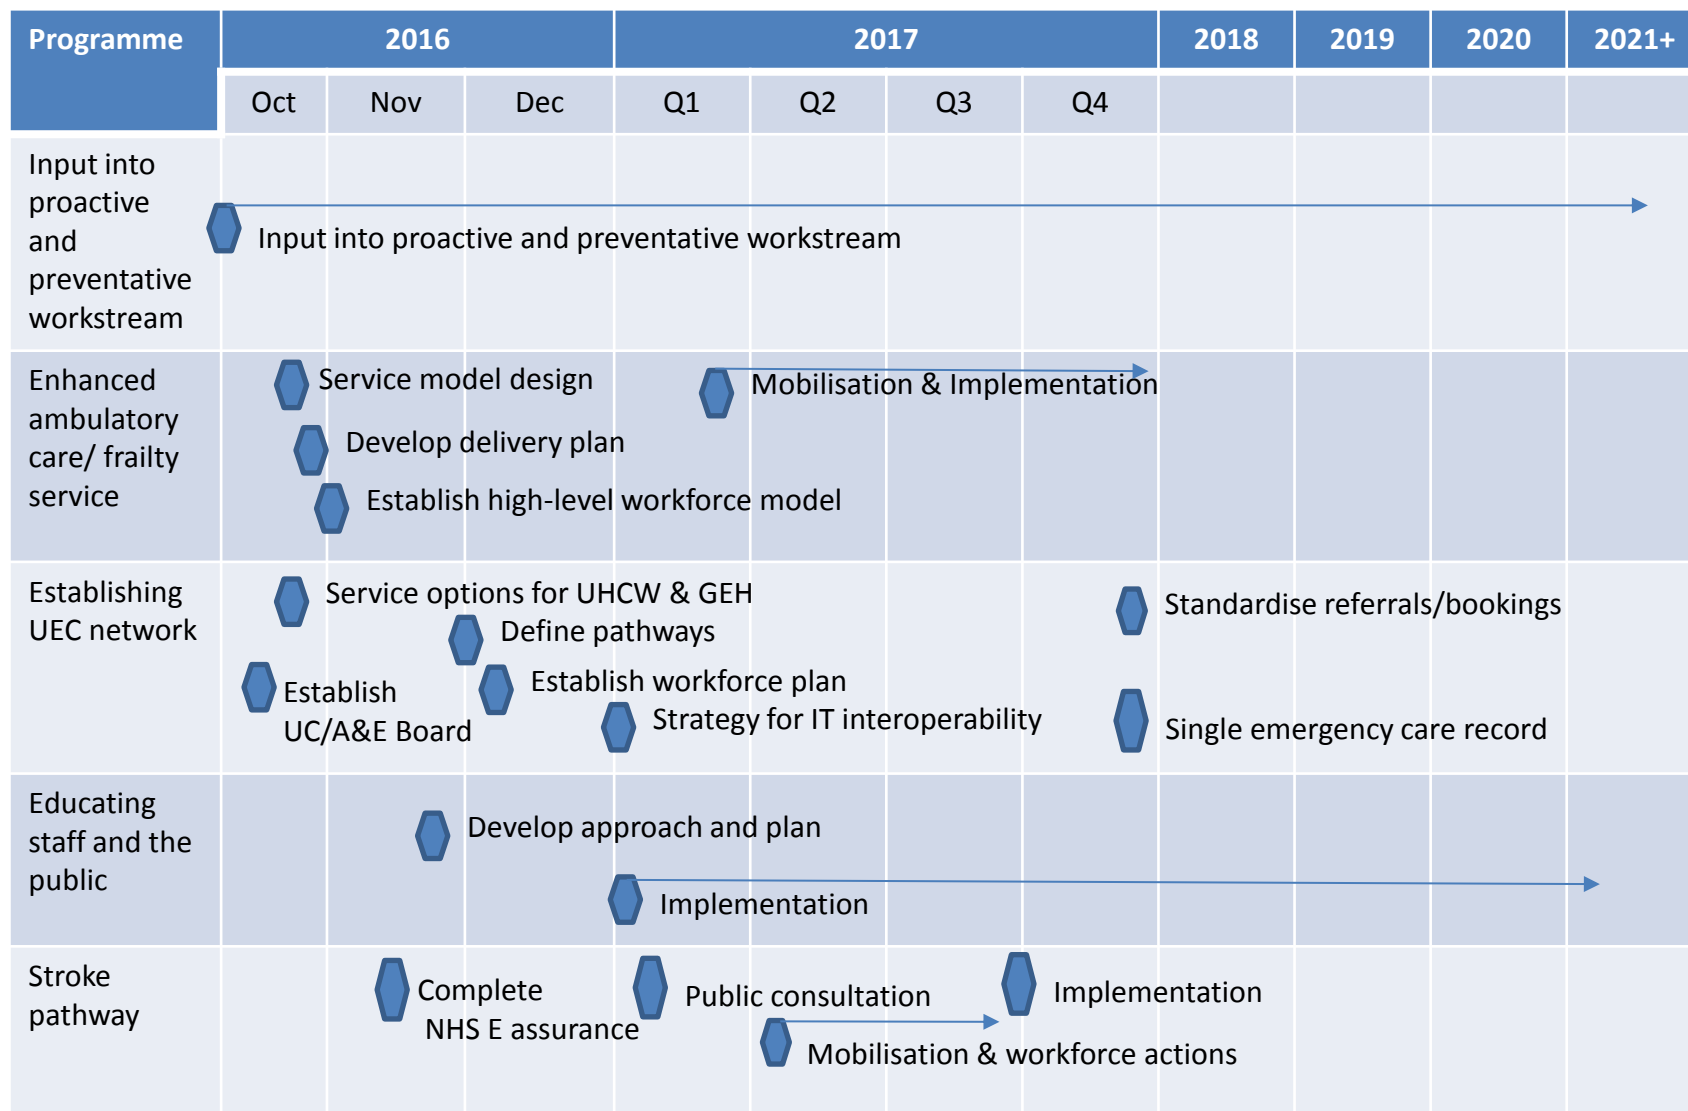 Programme 2016 2017 2018 2019 2020 2021+
Oct Nov Dec Q1 Q2 Q3 Q4
Input into
proactive
and
preventative
workstream
Input into proactive and preventative workstream
Enhanced
ambulatory
care/ frailty
service
Service model design
Mobilisation & Implementation
Develop delivery plan
Establish high-level workforce model
Establishing
UEC network
Service options for UHCW & GEH
Standardise referrals/bookings
Define pathways
Establish workforce plan
Establish
UC/A&E Board
Strategy for IT interoperability
Single emergency care record
Educating
staff and the
public
Develop approach and plan
Implementation
Stroke
pathway
Complete
NHS E assurance
Public consultation
Implementation
Mobilisation & workforce actions